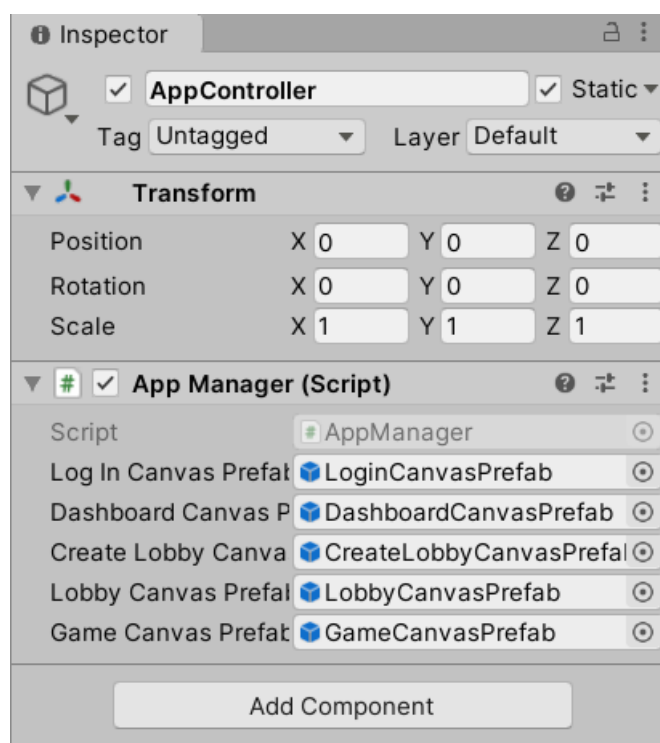 Inspector
AppController Static
Tag Untagged Layer Default
Transform
Position X 0 Y 0 Z 0
Rotation X 0 Y 0 Z 0
Scale X 1 Y 1 Z 1
# App Manager (Script)
Script # AppManager
Log In Canvas Prefab LoginCanvasPrefab
Dashboard Canvas P DashboardCanvasPrefab
Create Lobby Canva CreateLobbyCanvasPrefal
Lobby Canvas Prefal LobbyCanvasPrefab
Game Canvas Prefab GameCanvasPrefab
Add Component